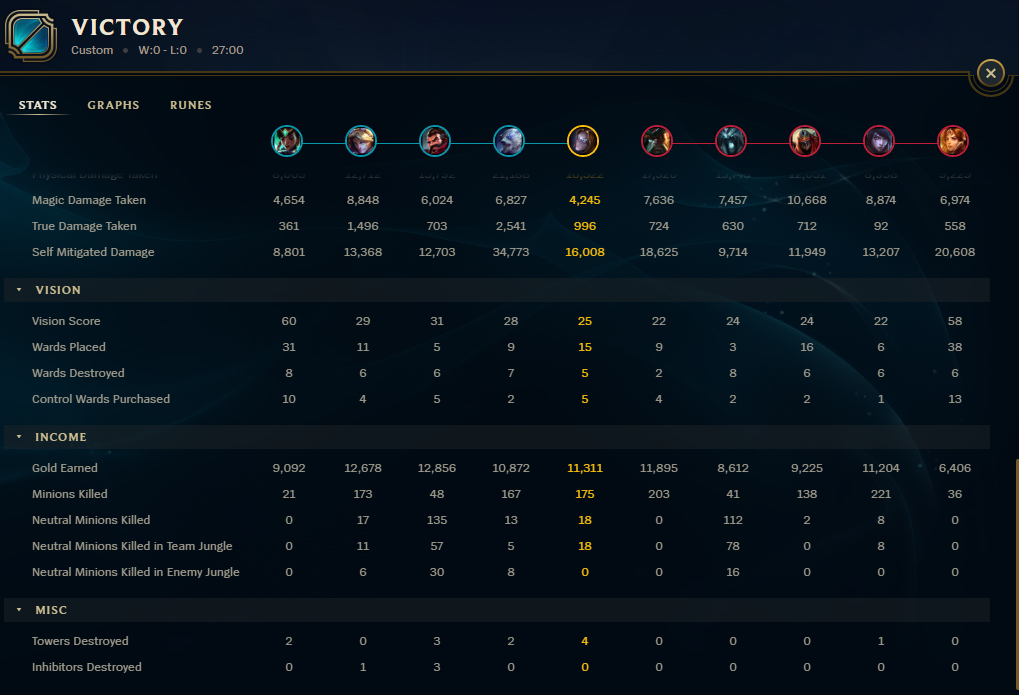 VICTORY
Custom • W:0 - L:0 • 27:00
STATS GRAPHS RUNES
Physical Damage Taken
Magic Damage Taken 4,654 8,848 6,024 6,827 4,245 7,636 7,457 10,668 8,874 6,974
True Damage Taken 361 1,496 703 2,541 996 724 630 712 92 558
Self Mitigated Damage 8,801 13,368 12,703 34,773 16,008 18,625 9,714 11,949 13,207 20,608
VISION
Vision Score 60 29 31 28 25 22 24 24 22 58
Wards Placed 31 11 5 9 15 9 3 16 6 38
Wards Destroyed 8 6 6 7 5 2 8 6 6 6
Control Wards Purchased 10 4 5 2 5 4 2 2 1 13
INCOME
Gold Earned 9,092 12,678 12,856 10,872 11,311 11,895 8,612 9,225 11,204 6,406
Minions Killed 21 173 48 167 175 203 41 138 221 36
Neutral Minions Killed 0 17 135 13 18 0 112 2 8 0
Neutral Minions Killed in Team Jungle 0 11 57 5 18 0 78 0 8 0
Neutral Minions Killed in Enemy Jungle 0 6 30 8 0 0 16 0 0 0
MISC
Towers Destroyed 2 0 3 2 4 0 0 0 1 0
Inhibitors Destroyed 0 1 3 0 0 0 0 0 0 0